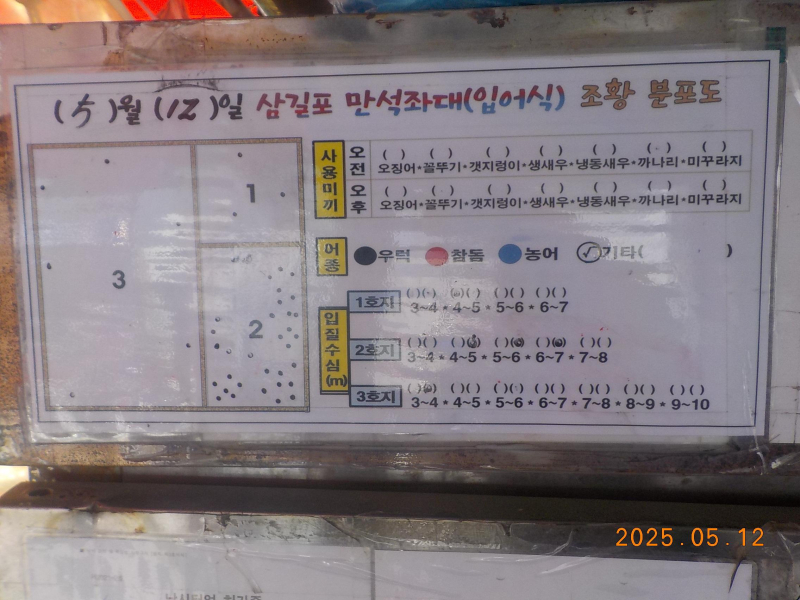 (5)월 (12)일 삼길포 만석좌대(입어식) 조황 분포도
1
2
3
사용미끼
오전
( ) ( ) ( ) ( ) ( ) ( ) ( )
오징어•꼴뚜기•갯지렁이•생새우•냉동새우•까나리•미꾸라지
오후
( ) ( ) ( ) ( ) ( ) ( ) ( )
오징어•꼴뚜기•갯지렁이•생새우•냉동새우•까나리•미꾸라지
어종
우럭 참돔 농어 ✓기타( )
입질수심(m)
1호지
( )( ) ( )( ) ( )( ) ( )( )
3~4 * 4~5 * 5~6 * 6~7
2호지
( )( ) ( )( ) ( )( ) ( )( ) ( )( )
3~4 * 4~5 * 5~6 * 6~7 * 7~8
3호지
( )( ) ( )( ) ( )( ) ( )( ) ( )( ) ( )( ) ( )( )
3~4 * 4~5 * 5~6 * 6~7 * 7~8 * 8~9 * 9~10
2025.05.12